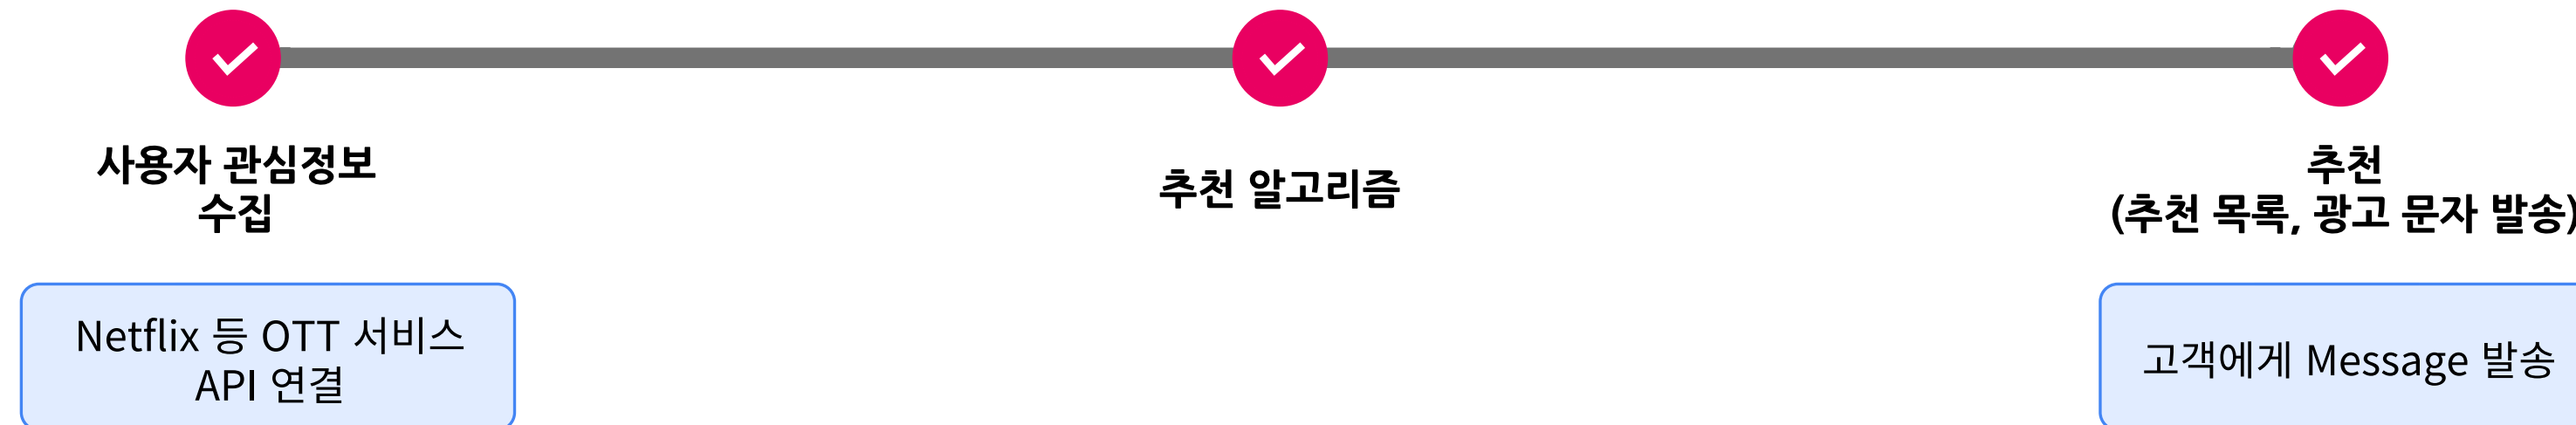 사용자 관심정보
수집
추천 알고리즘
추천
(추천 목록, 광고 문자 발송)
Netflix 등 OTT 서비스
API 연결
고객에게 Message 발송